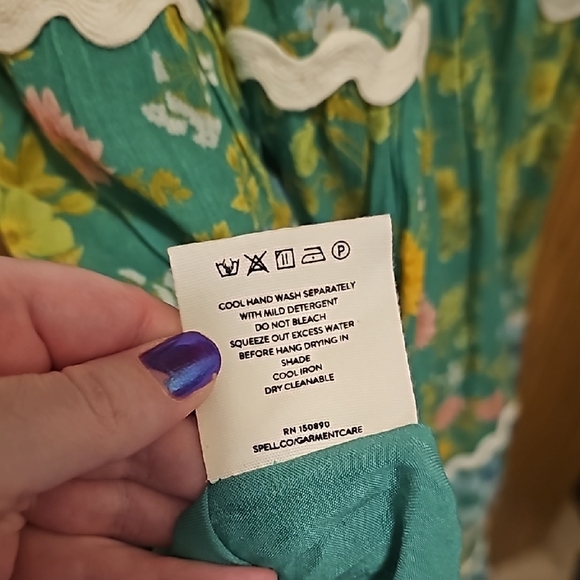 COOL HAND WASH SEPARATELY
WITH MILD DETERGENT
DO NOT BLEACH
SQUEEZE OUT EXCESS WATER
BEFORE HANG DRYING IN
SHADE
COOL IRON
DRY CLEANABLE
RN 150890
SPELL.CO/GARMENTCARE